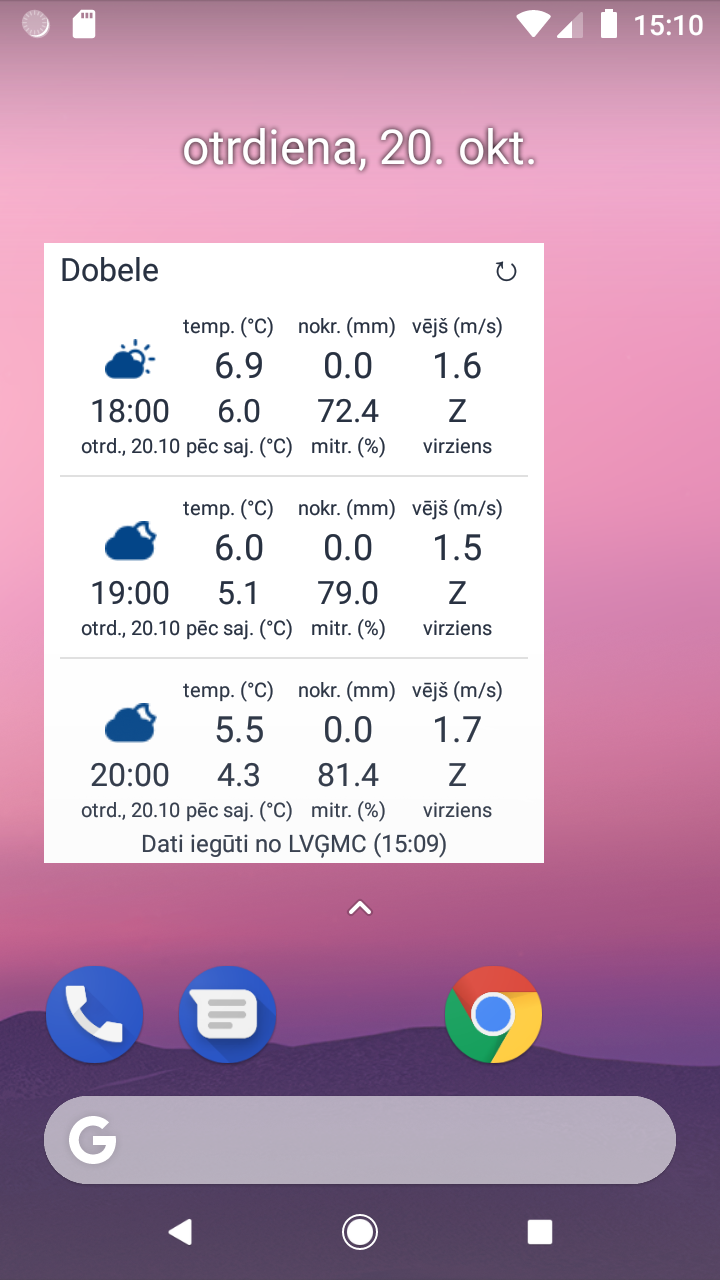 15:10
otrdiena, 20. okt.
Dobele
temp. (°C) nokr. (mm) vējš (m/s)
6.9 0.0 1.6
18:00 6.0 72.4 Z
otrd., 20.10 pēc saj. (°C) mitr. (%) virziens
temp. (°C) nokr. (mm) vējš (m/s)
6.0 0.0 1.5
19:00 5.1 79.0 Z
otrd., 20.10 pēc saj. (°C) mitr. (%) virziens
temp. (°C) nokr. (mm) vējš (m/s)
5.5 0.0 1.7
20:00 4.3 81.4 Z
otrd., 20.10 pēc saj. (°C) mitr. (%) virziens
Dati iegūti no LVĢMC (15:09)
G